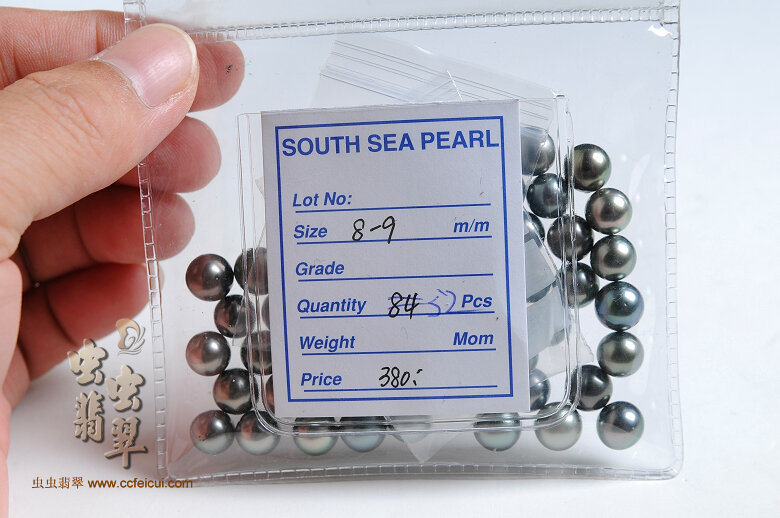 SOUTH SEA PEARL
Lot No:
Size 8-9 m/m
Grade
Quantity 84 52 Pcs
Weight Mom
Price 380:
虫虫翡翠
虫虫翡翠 www.ccfeicui.com